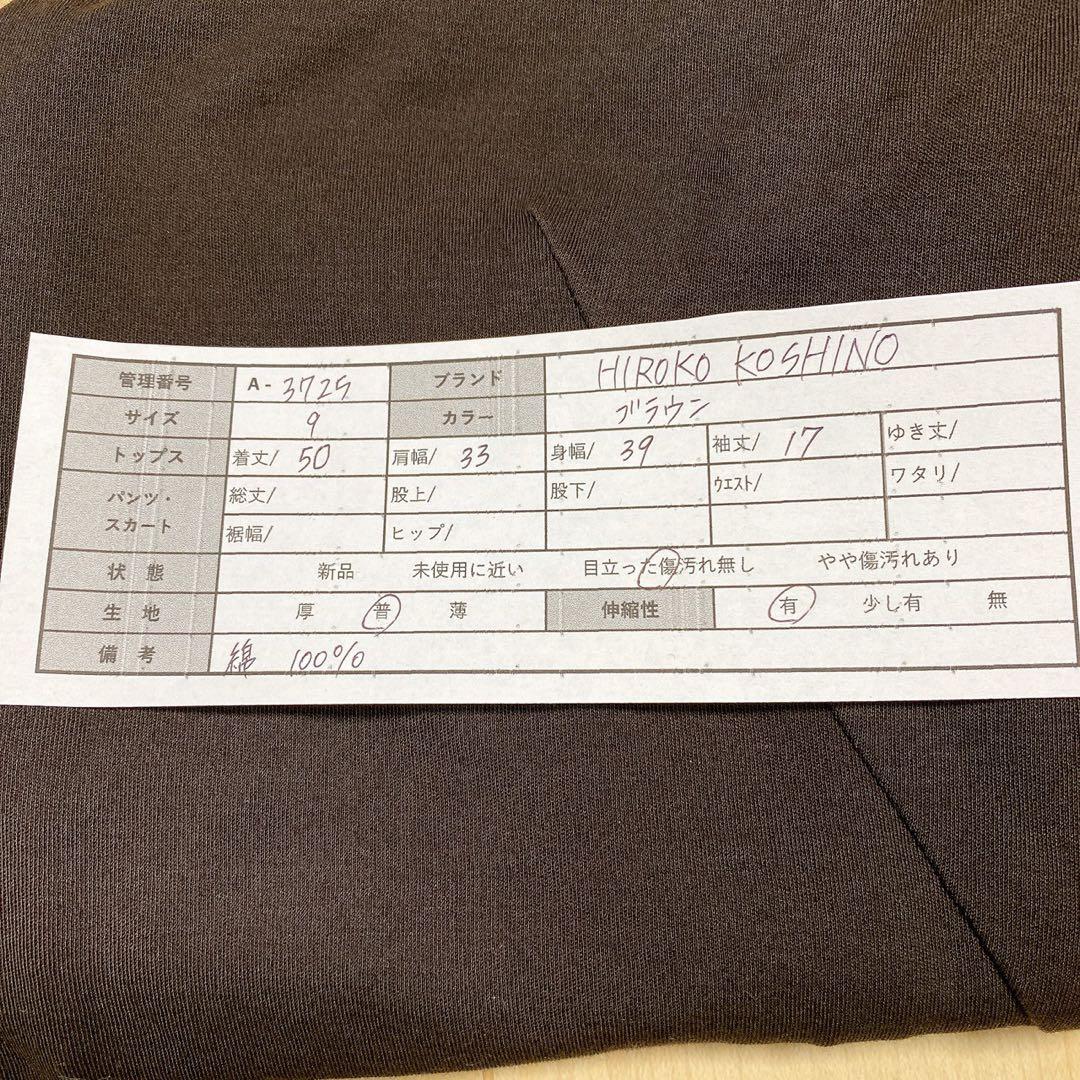 管理番号 A- 3725 ブランド HIROKO KOSHINO
サイズ 9 カラー ブラウン
トップス 着丈/ 50 肩幅/ 33 身幅/ 39 袖丈/ 17 ゆき丈/
パンツ・スカート 総丈/ 股上/ 股下/ ウエスト/ ワタリ/
裾幅/ ヒップ/
状態 新品 未使用に近い 目立った傷汚れ無し やや傷汚れあり
生地 厚 普 薄 伸縮性 有 少し有 無
備考 綿 100%